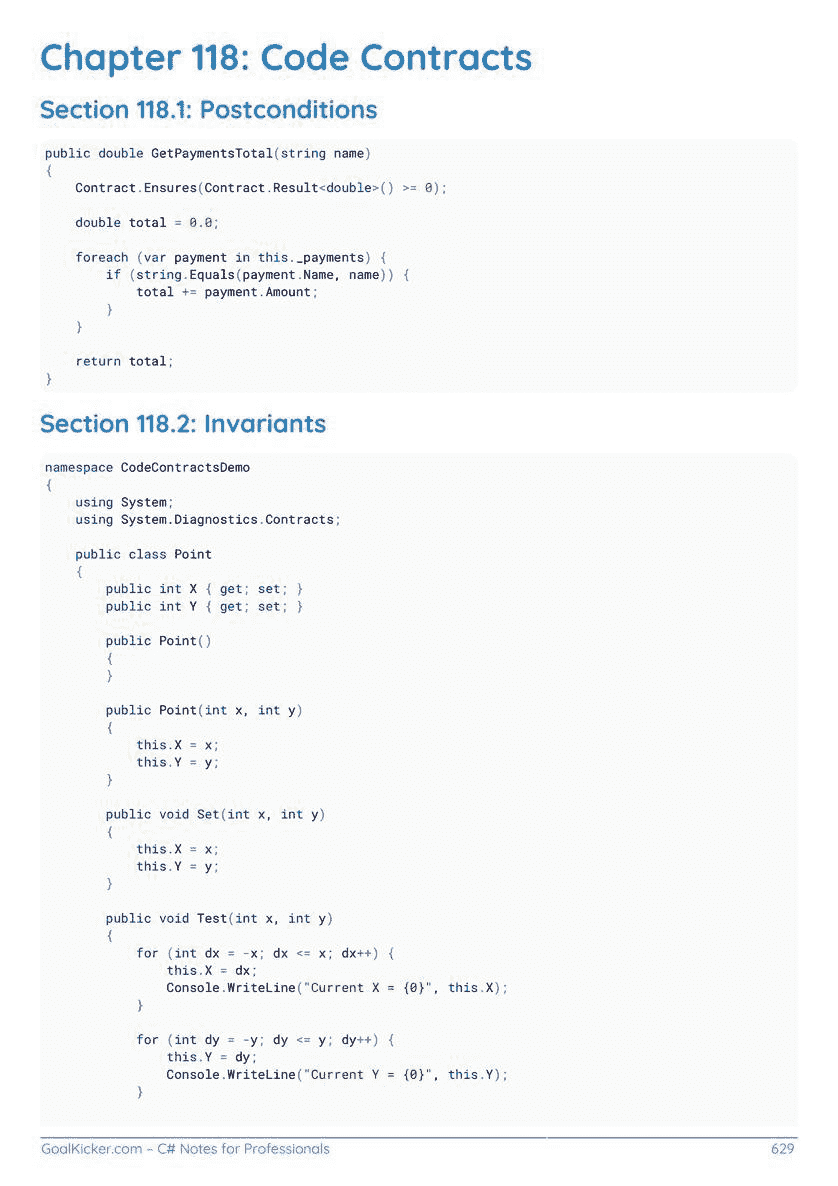 Chapter 118: Code Contracts
Section 118.1: Postconditions
public double GetPaymentsTotal(string name)
{
    Contract.Ensures(Contract.Result<double>() >= 0);
    double total = 0.0;
    foreach (var payment in this._payments) {
        if (string.Equals(payment.Name, name)) {
            total += payment.Amount;
        }
    }
    return total;
}
Section 118.2: Invariants
namespace CodeContractsDemo
{
    using System;
    using System.Diagnostics.Contracts;
    public class Point
    {
        public int X { get; set; }
        public int Y { get; set; }
        public Point()
        {
        }
        public Point(int x, int y)
        {
            this.X = x;
            this.Y = y;
        }
        public void Set(int x, int y)
        {
            this.X = x;
            this.Y = y;
        }
        public void Test(int x, int y)
        {
            for (int dx = -x; dx <= x; dx++) {
                this.X = dx;
                Console.WriteLine("Current X = {0}", this.X);
            }
            for (int dy = -y; dy <= y; dy++) {
                this.Y = dy;
                Console.WriteLine("Current Y = {0}", this.Y);
            }
GoalKicker.com – C# Notes for Professionals 629